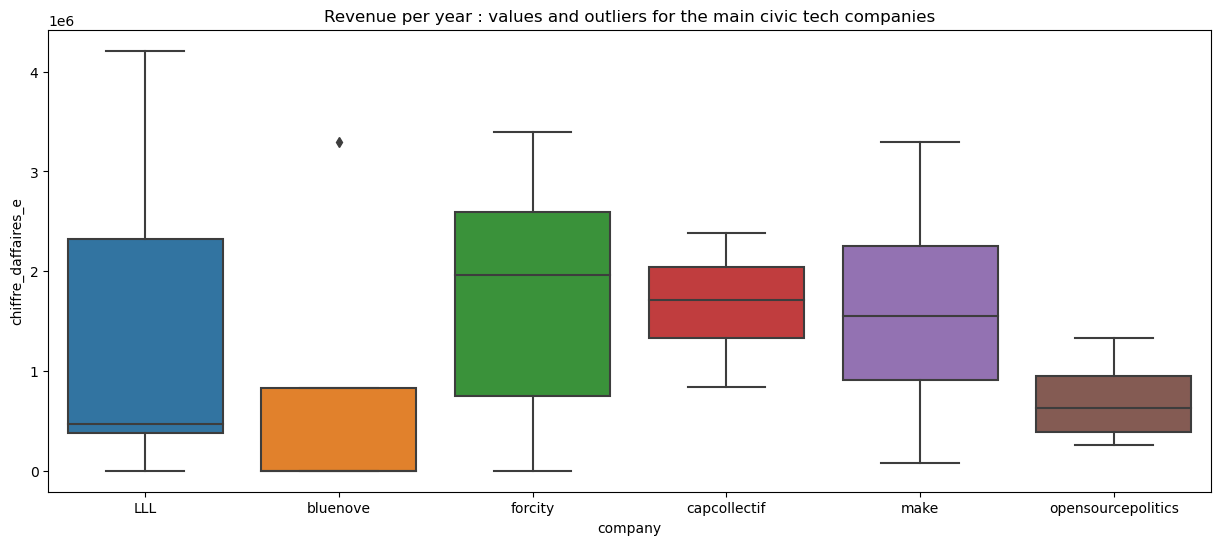 Revenue per year : values and outliers for the main civic tech companies
1e6
4
3
2
1
0
chiffre_daffaires_e
LLL bluenove forcity capcollectif make opensourcepolitics
company